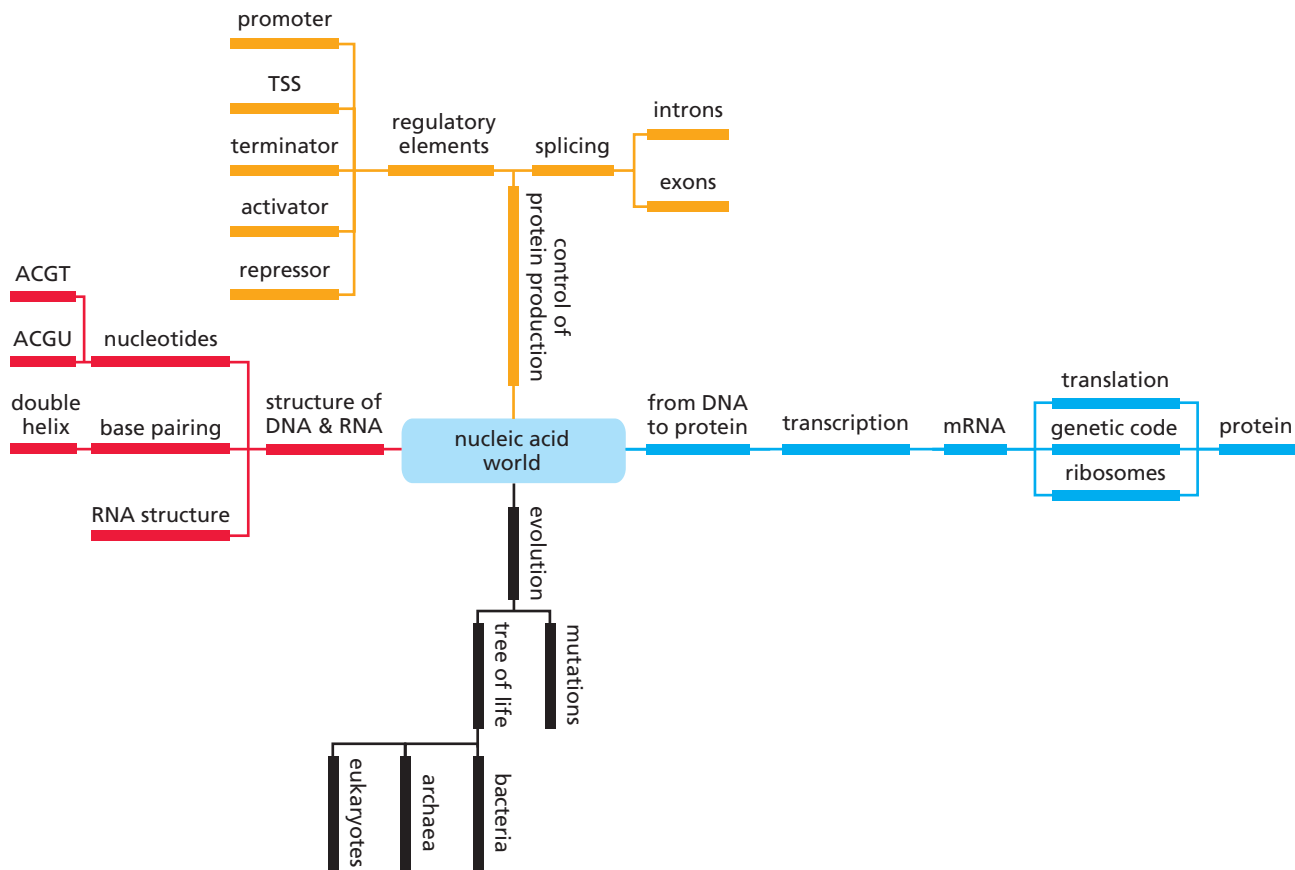 promoter
TSS
terminator
activator
repressor
regulatory
elements
splicing
introns
exons
control of
protein production
ACGT
ACGU
nucleotides
double
helix
base pairing
structure of
DNA & RNA
RNA structure
nucleic acid
world
from DNA
to protein
transcription
mRNA
translation
genetic code
ribosomes
protein
evolution
tree of life
mutations
eukaryotes
archaea
bacteria